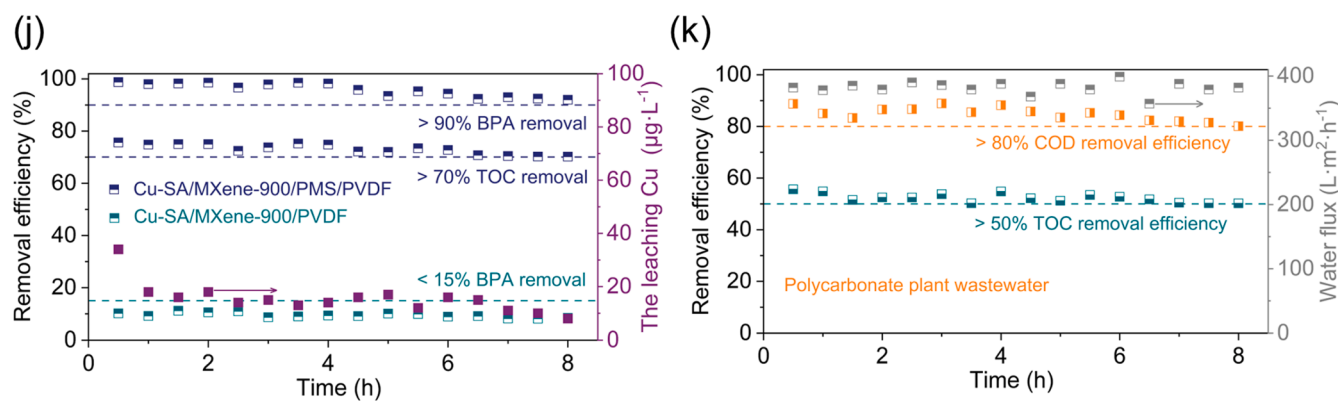 (j)
100
80
60
40
20
0
Removal efficiency (%)
> 90% BPA removal
> 70% TOC removal
Cu-SA/MXene-900/PMS/PVDF
Cu-SA/MXene-900/PVDF
< 15% BPA removal
0 2 4 6 8
Time (h)
100
80
60
40
20
0
The leaching Cu (μg·L⁻¹)
(k)
100
80
60
40
20
0
Removal efficiency (%)
> 80% COD removal efficiency
> 50% TOC removal efficiency
Polycarbonate plant wastewater
0 2 4 6 8
Time (h)
400
300
200
100
0
Water flux (L·m²·h⁻¹)